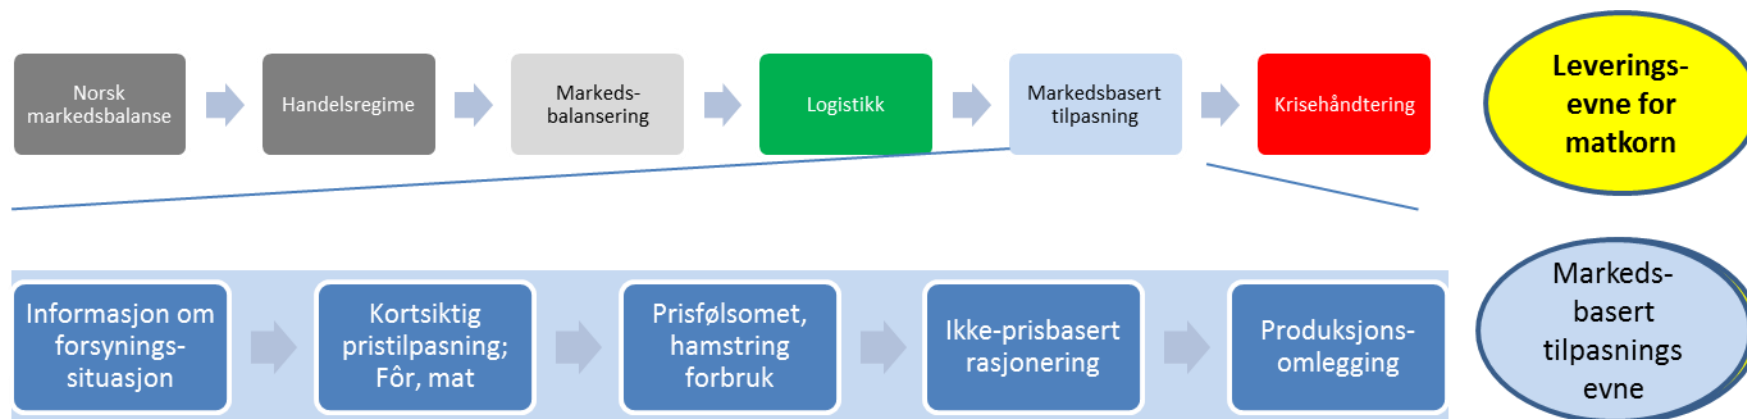 Norsk
markedsbalanse
Handelsregime
Markeds-
balansering
Logistikk
Markedsbasert
tilpasning
Krisehåndtering
Leverings-
evne for
matkorn
Informasjon om
forsynings-
situasjon
Kortsiktig
pristilpasning;
Fôr, mat
Prisfølsomet,
hamstring
forbruk
Ikke-prisbasert
rasjonering
Produksjons-
omlegging
Markeds-
basert
tilpasnings
evne